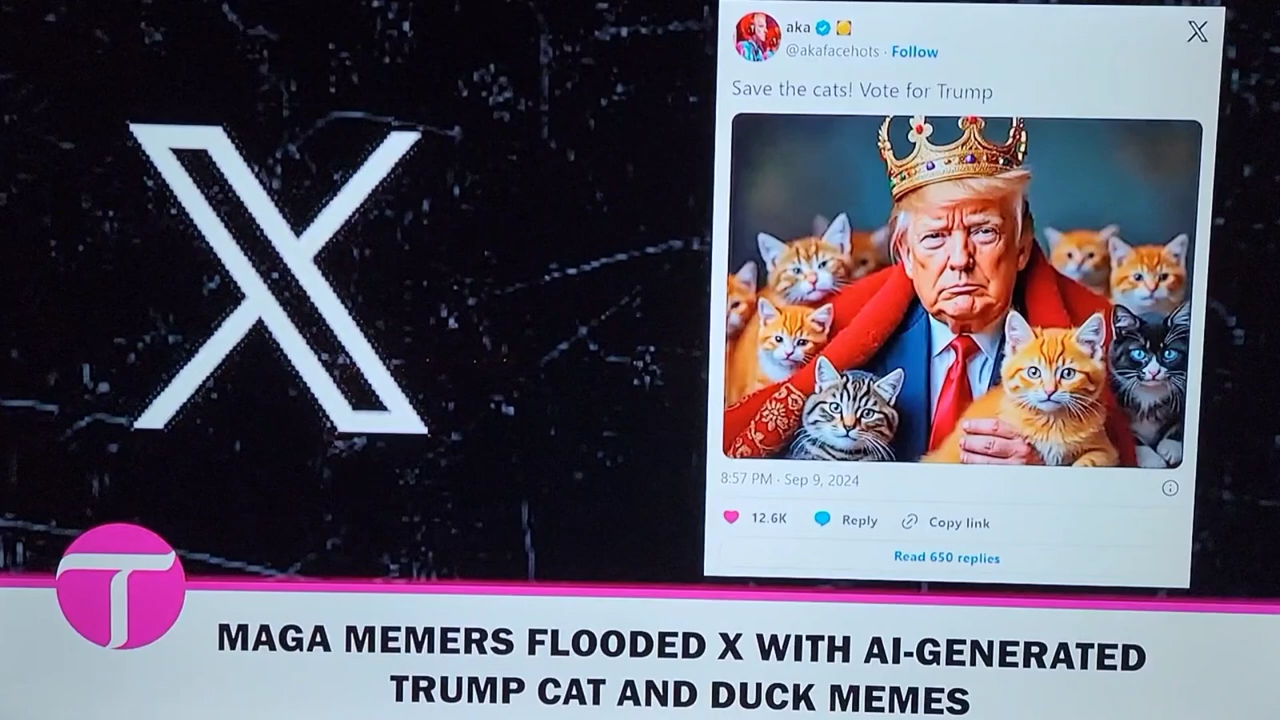 aka
@akafacehots · Follow
Save the cats! Vote for Trump
8:57 PM · Sep 9, 2024
12.6K Reply Copy link
Read 650 replies
T
MAGA MEMERS FLOODED X WITH AI-GENERATED
TRUMP CAT AND DUCK MEMES